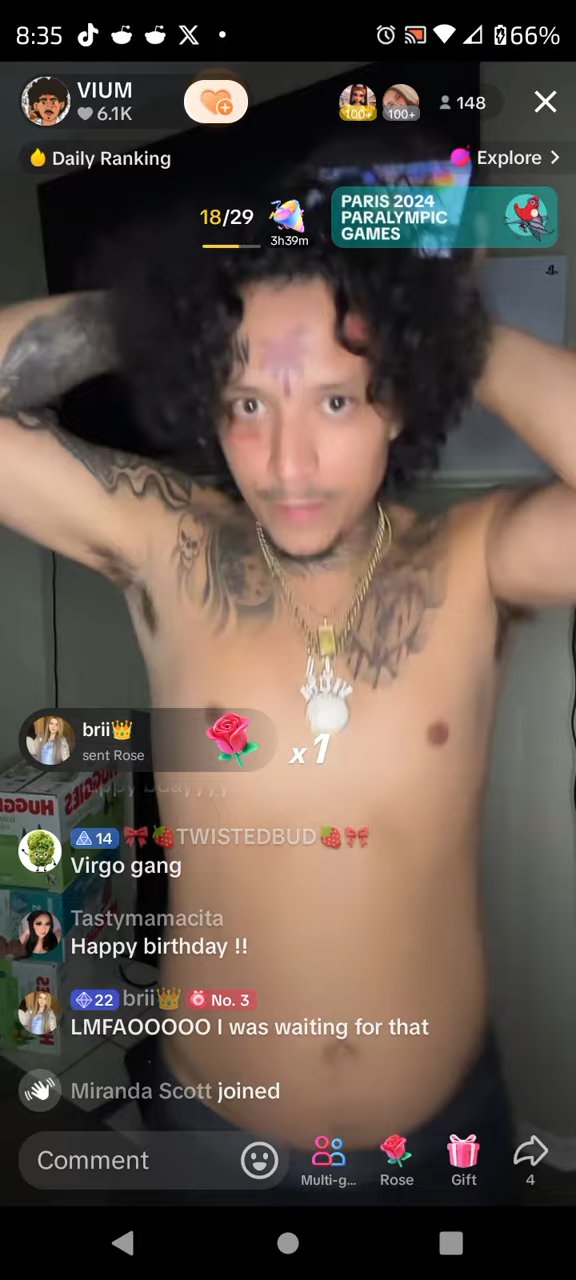 8:35
66%
VIUM
6.1K
100+
100+
148
Daily Ranking
Explore
18/29
3h39m
PARIS 2024
PARALYMPIC
GAMES
brii
sent Rose
x1
HUGGIES
TWISTEDBUD
14
Virgo gang
Tastymamacita
Happy birthday !!
22
brii
No. 3
LMFAOOOOO I was waiting for that
Miranda Scott joined
Comment
Multi-g...
Rose
Gift
4